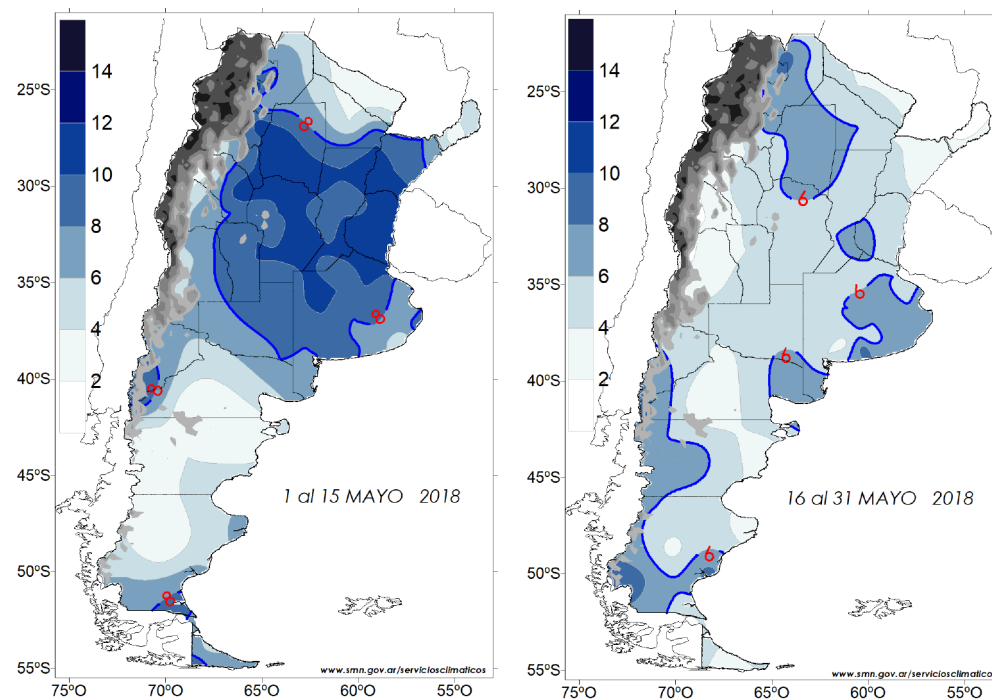 14
25ºS
12
8
10
30ºS
8
6
35ºS
4
8
2
40ºS
8
45ºS
1 al 15 MAYO 2018
50ºS
8
55ºS
www.smn.gov.ar/serviciosclimaticos
75ºO 70ºO 65ºO 60ºO 55ºO
14
25ºS
12
10
30ºS
6
8
6
35ºS
6
4
6
2
40ºS
45ºS
16 al 31 MAYO 2018
6
50ºS
55ºS
www.smn.gov.ar/serviciosclimaticos
75ºO 70ºO 65ºO 60ºO 55ºO